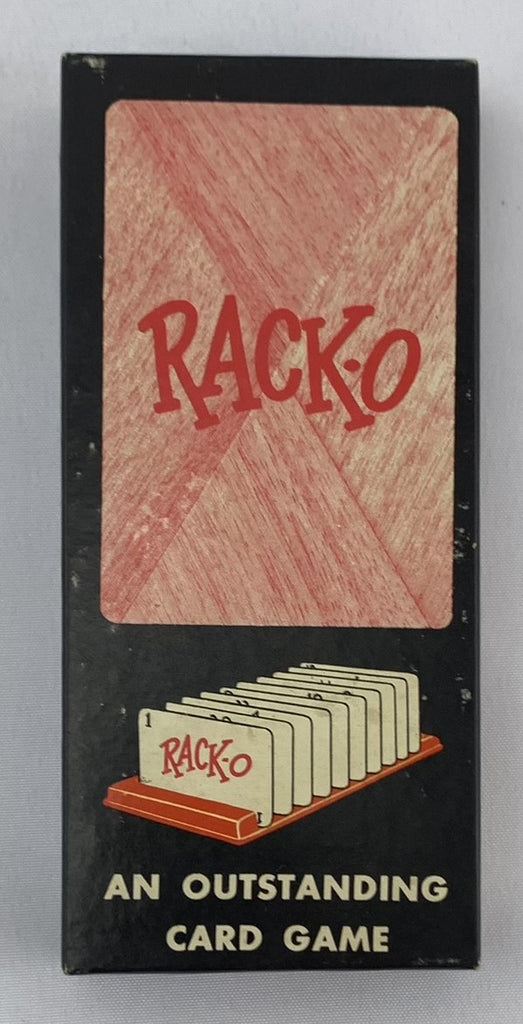 RACK-O
1
RACK-O
1
AN OUTSTANDING
CARD GAME